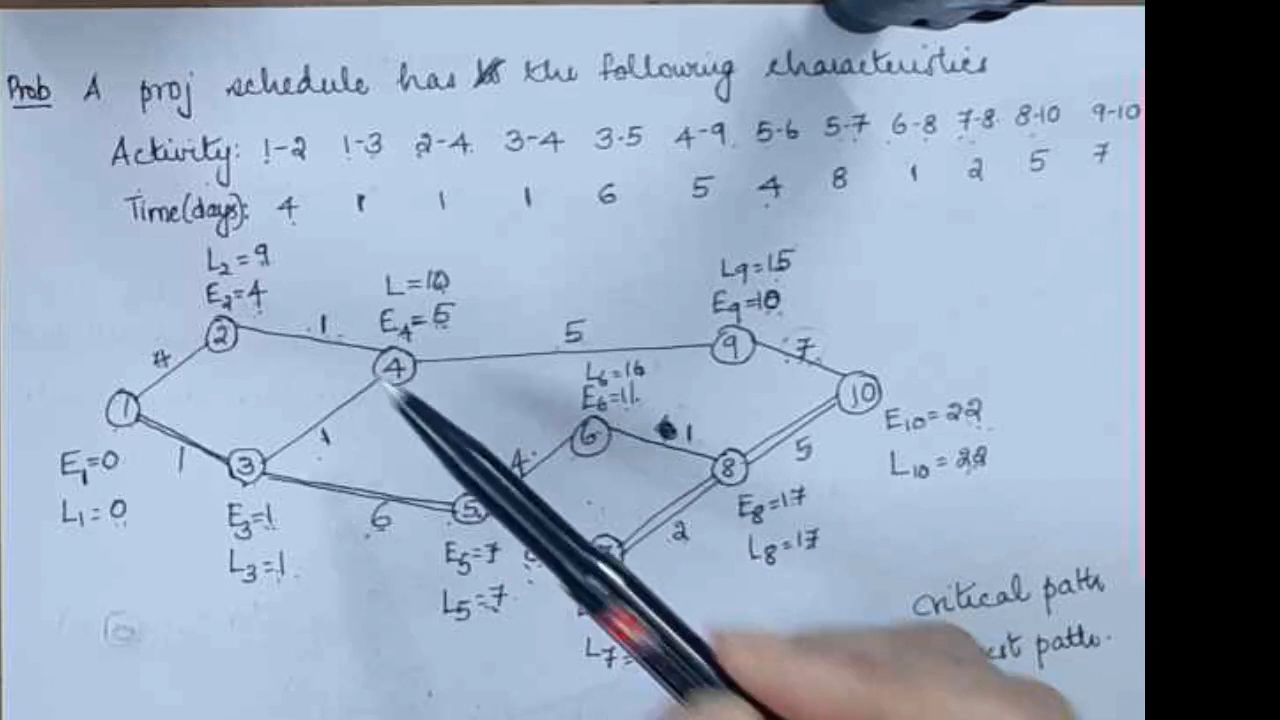 Prob A proj schedule has the following characteristics
Activity: 1-2 1-3 2-4 3-4 3-5 4-9 5-6 5-7 6-8 7-8 8-10 9-10
Time(days): 4 1 1 1 6 5 4 8 1 2 5 7
L2=9
E2=4
L=10
E4=5
L9=15
E9=10
2
1
4
5
9
7
4
L6=16
E6=11
10
1
6
1
E10=22
L10=22
1
3
1
4
8
5
E1=0
L1=0
6
5
2
E8=17
L8=17
E3=1
L3=1
E5=7
L5=7
L7=
Critical path
path